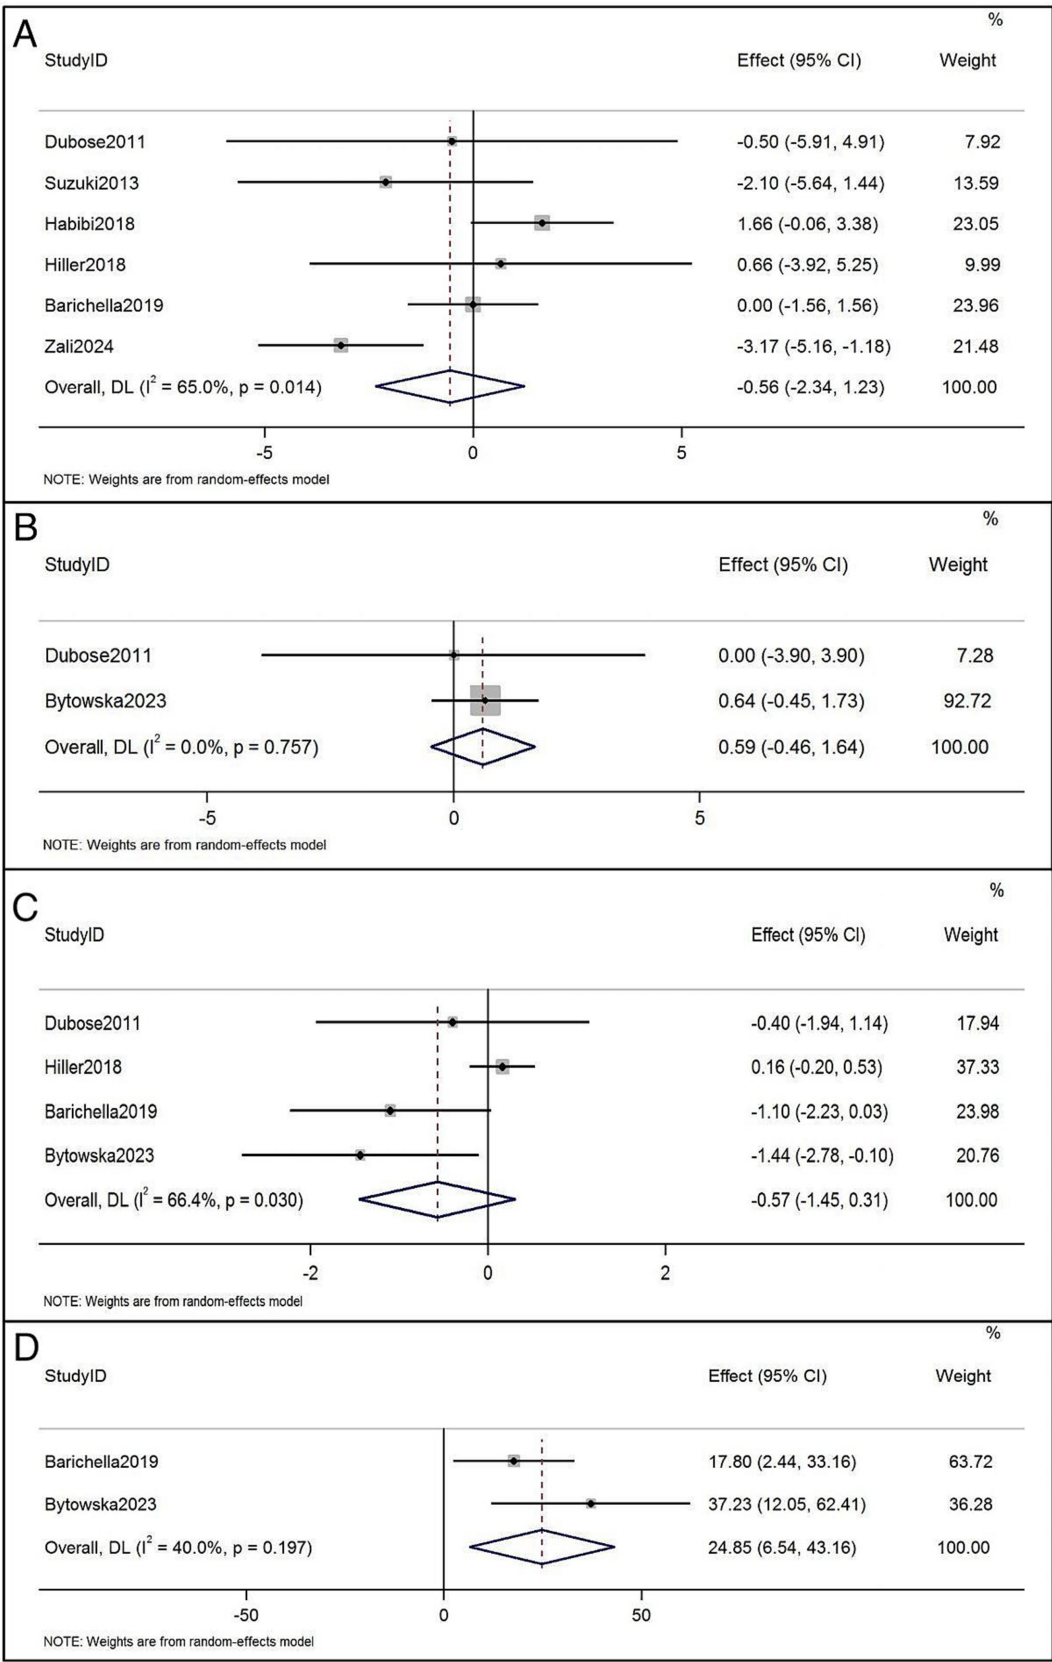 A
%
StudyID Effect (95% CI) Weight
Dubose2011 -0.50 (-5.91, 4.91) 7.92
Suzuki2013 -2.10 (-5.64, 1.44) 13.59
Habibi2018 1.66 (-0.06, 3.38) 23.05
Hiller2018 0.66 (-3.92, 5.25) 9.99
Barichella2019 0.00 (-1.56, 1.56) 23.96
Zali2024 -3.17 (-5.16, -1.18) 21.48
Overall, DL (I² = 65.0%, p = 0.014) -0.56 (-2.34, 1.23) 100.00
-5 0 5
NOTE: Weights are from random-effects model
B
%
StudyID Effect (95% CI) Weight
Dubose2011 0.00 (-3.90, 3.90) 7.28
Bytowska2023 0.64 (-0.45, 1.73) 92.72
Overall, DL (I² = 0.0%, p = 0.757) 0.59 (-0.46, 1.64) 100.00
-5 0 5
NOTE: Weights are from random-effects model
C
%
StudyID Effect (95% CI) Weight
Dubose2011 -0.40 (-1.94, 1.14) 17.94
Hiller2018 0.16 (-0.20, 0.53) 37.33
Barichella2019 -1.10 (-2.23, 0.03) 23.98
Bytowska2023 -1.44 (-2.78, -0.10) 20.76
Overall, DL (I² = 66.4%, p = 0.030) -0.57 (-1.45, 0.31) 100.00
-2 0 2
NOTE: Weights are from random-effects model
D
%
StudyID Effect (95% CI) Weight
Barichella2019 17.80 (2.44, 33.16) 63.72
Bytowska2023 37.23 (12.05, 62.41) 36.28
Overall, DL (I² = 40.0%, p = 0.197) 24.85 (6.54, 43.16) 100.00
-50 0 50
NOTE: Weights are from random-effects model